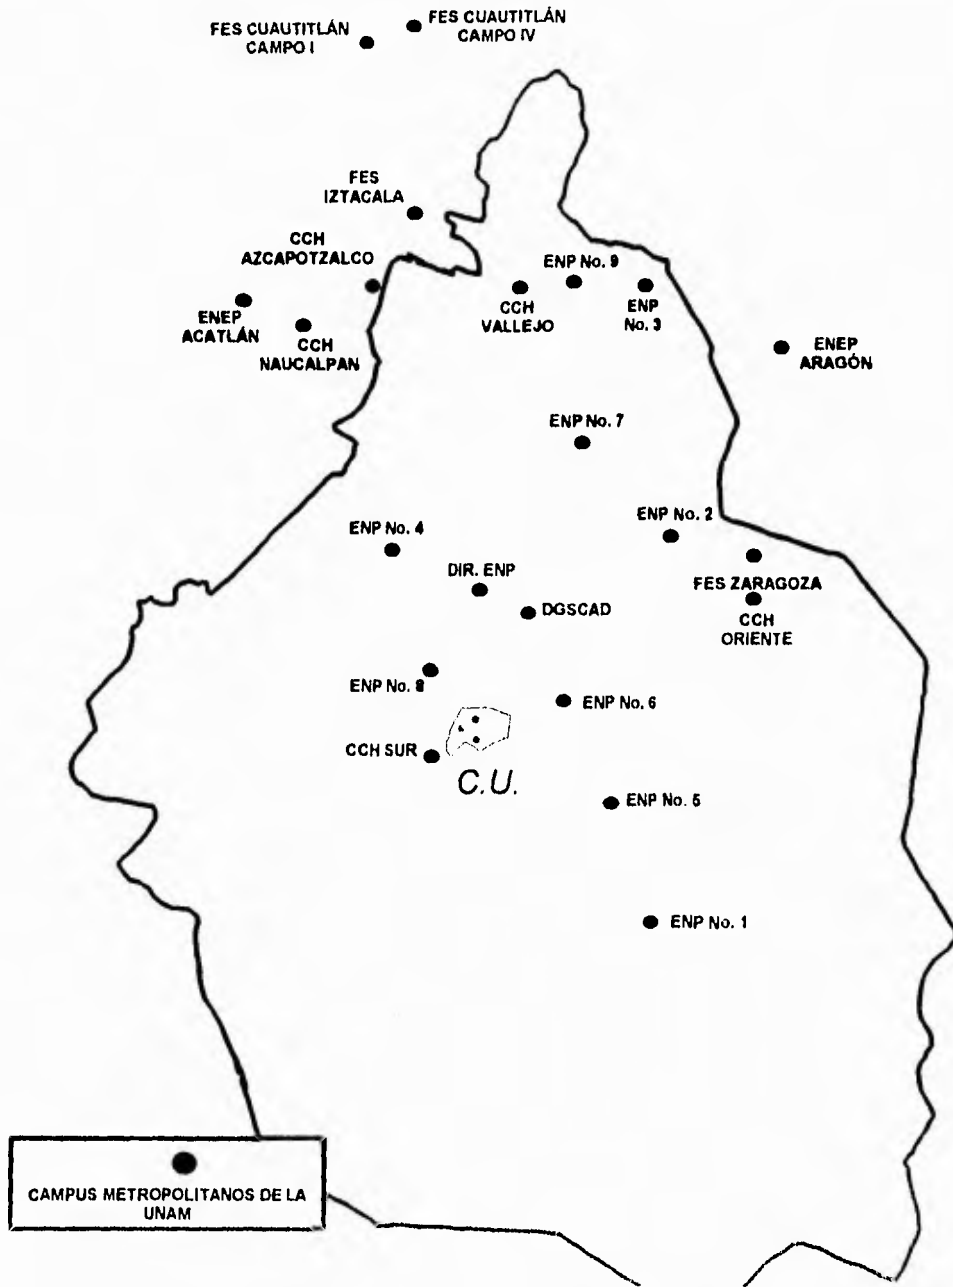 FES CUAUTITLÁN
CAMPO I
FES CUAUTITLÁN
CAMPO IV
FES
IZTACALA
CCH
AZCAPOTZALCO
ENEP
ACATLÁN
CCH
NAUCALPAN
CCH
VALLEJO
ENP No. 9
ENP
No. 3
ENEP
ARAGÓN
ENP No. 7
ENP No. 4
ENP No. 2
DIR. ENP
DGSCAD
FES ZARAGOZA
CCH
ORIENTE
ENP No. 8
ENP No. 6
CCH SUR
C.U.
ENP No. 5
ENP No. 1
CAMPUS METROPOLITANOS DE LA
UNAM